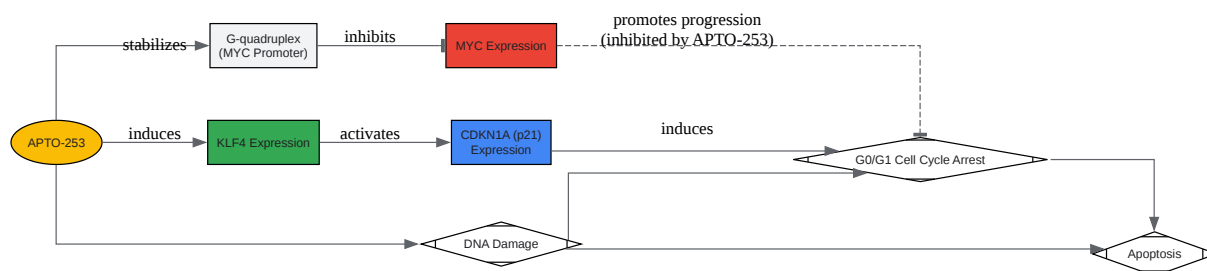 promotes progression
(inhibited by APTO-253)
stabilizes
G-quadruplex
(MYC Promoter)
inhibits
MYC Expression
APTO-253
induces
KLF4 Expression
activates
CDKN1A (p21)
Expression
induces
G0/G1 Cell Cycle Arrest
DNA Damage
Apoptosis